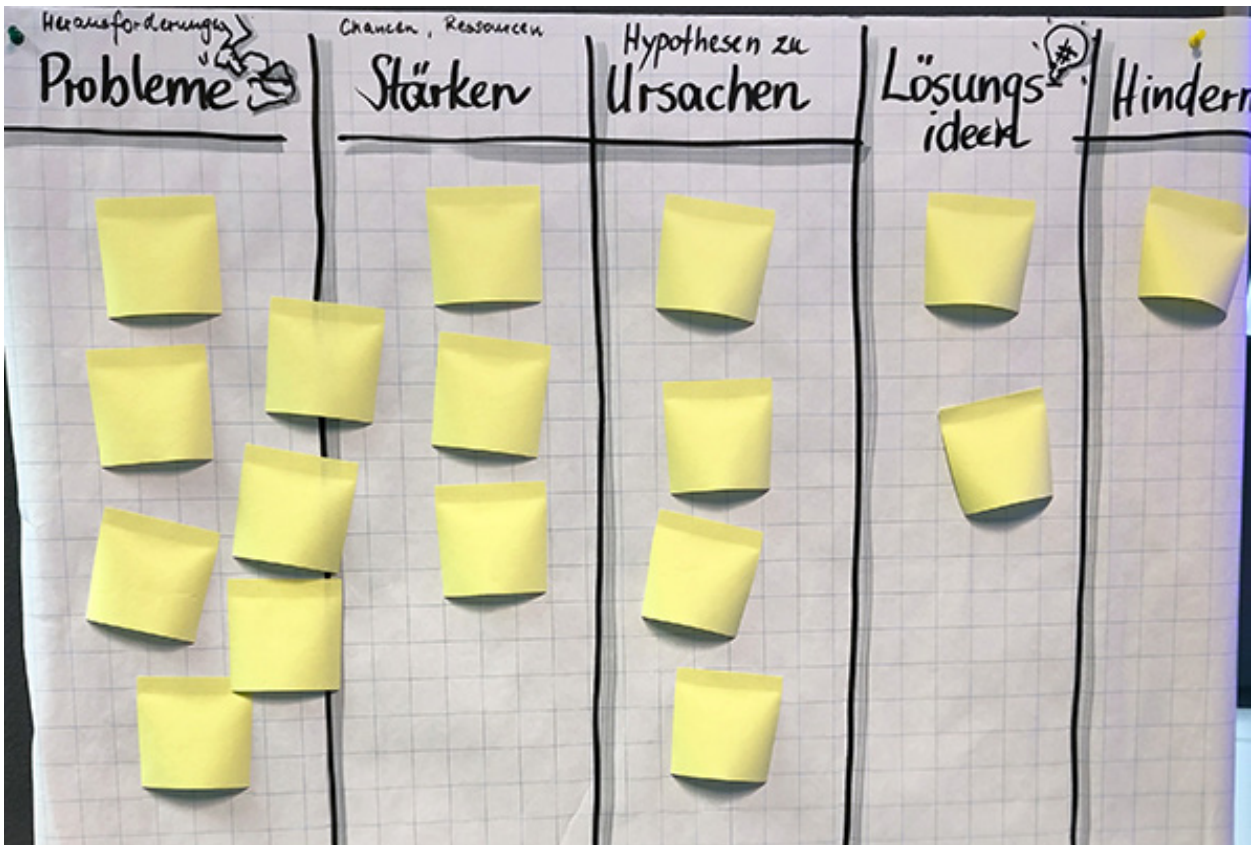 Herausforderungen
Probleme
Chancen, Ressourcen
Stärken
Hypothesen zu
Ursachen
#
Lösungs
ideen
Hindern